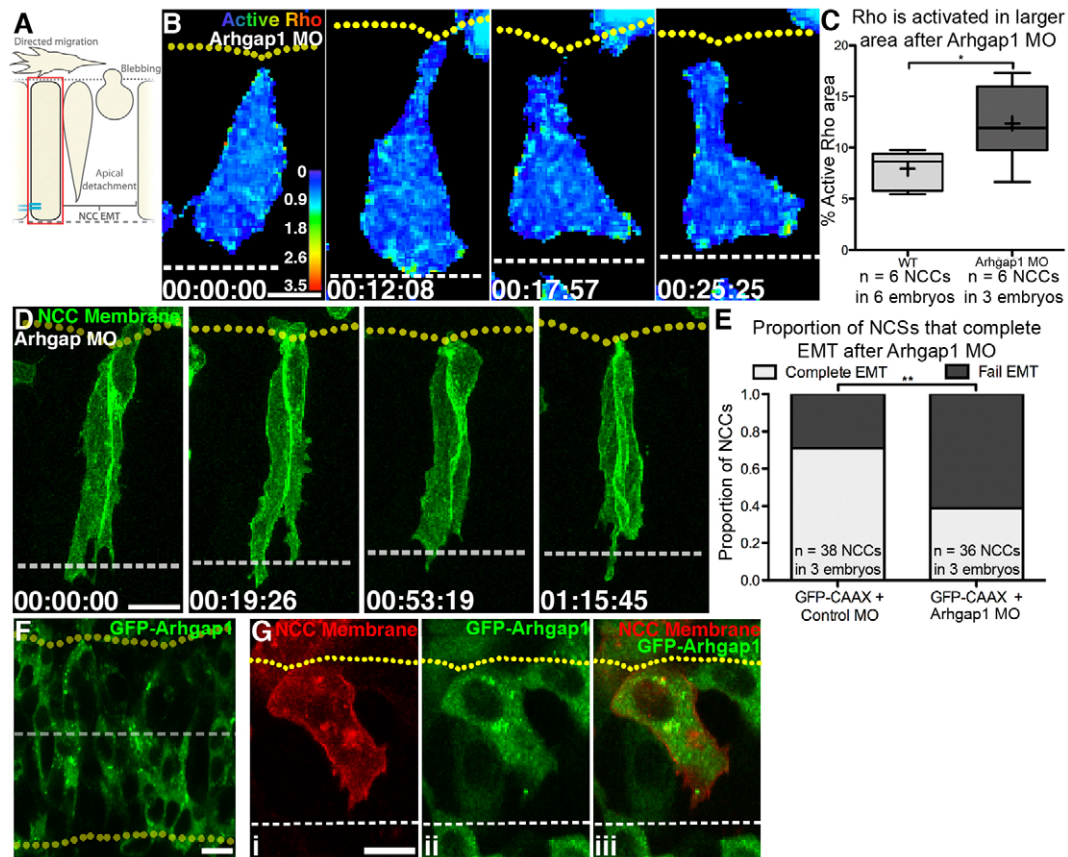 A
Directed migration
Blebbing
Apical
detachment
NCC EMT
B
Active Rho
Arhgap1 MO
0
0.9
1.8
2.6
3.5
00:00:00
00:12:08
00:17:57
00:25:25
C
Rho is activated in larger
area after Arhgap1 MO
*
% Active Rho area
20
15
10
5
0
WT
n = 6 NCCs
in 6 embryos
Arhgap1 MO
n = 6 NCCs
in 3 embryos
D
NCC Membrane
Arhgap MO
00:00:00
00:19:26
00:53:19
01:15:45
E
Proportion of NCSs that complete
EMT after Arhgap1 MO
Complete EMT
Fail EMT
**
Proportion of NCCs
1.0
0.8
0.6
0.4
0.2
0.0
n = 38 NCCs
in 3 embryos
n = 36 NCCs
in 3 embryos
GFP-CAAX +
Control MO
GFP-CAAX +
Arhgap1 MO
F
GFP-Arhgap1
G
NCC Membrane
i
GFP-Arhgap1
ii
NCC Membrane
GFP-Arhgap1
iii